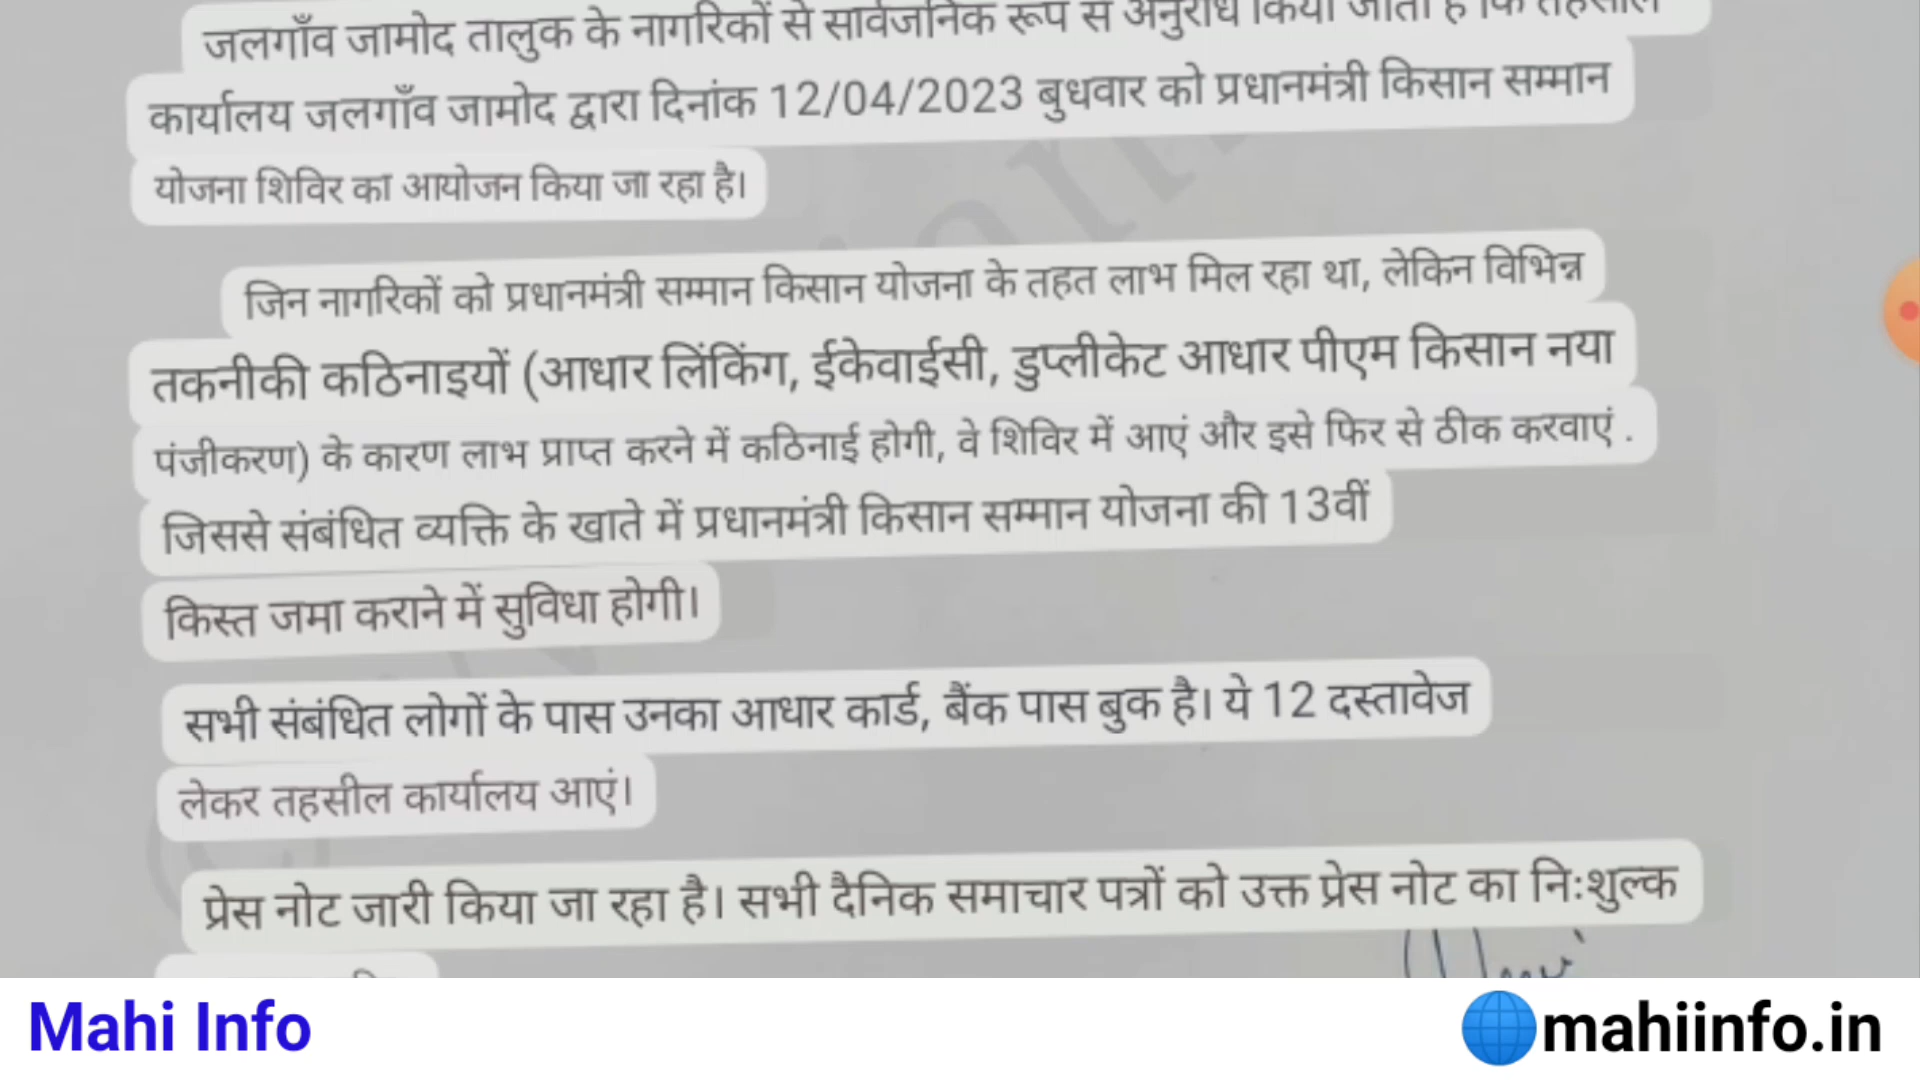 जलगाँव जामोद तालुक के नागरिकों से सार्वजनिक रूप से अनुरोध किया जाता है कि तहसील
कार्यालय जलगाँव जामोद द्वारा दिनांक 12/04/2023 बुधवार को प्रधानमंत्री किसान सम्मान
योजना शिविर का आयोजन किया जा रहा है।
जिन नागरिकों को प्रधानमंत्री सम्मान किसान योजना के तहत लाभ मिल रहा था, लेकिन विभिन्न
तकनीकी कठिनाइयों (आधार लिंकिंग, ईकेवाईसी, डुप्लीकेट आधार पीएम किसान नया
पंजीकरण) के कारण लाभ प्राप्त करने में कठिनाई होगी, वे शिविर में आएं और इसे फिर से ठीक करवाएं .
जिससे संबंधित व्यक्ति के खाते में प्रधानमंत्री किसान सम्मान योजना की 13वीं
किस्त जमा कराने में सुविधा होगी।
सभी संबंधित लोगों के पास उनका आधार कार्ड, बैंक पास बुक है। ये 12 दस्तावेज
लेकर तहसील कार्यालय आएं।
प्रेस नोट जारी किया जा रहा है। सभी दैनिक समाचार पत्रों को उक्त प्रेस नोट का निःशुल्क
Mahi Info
mahiinfo.in